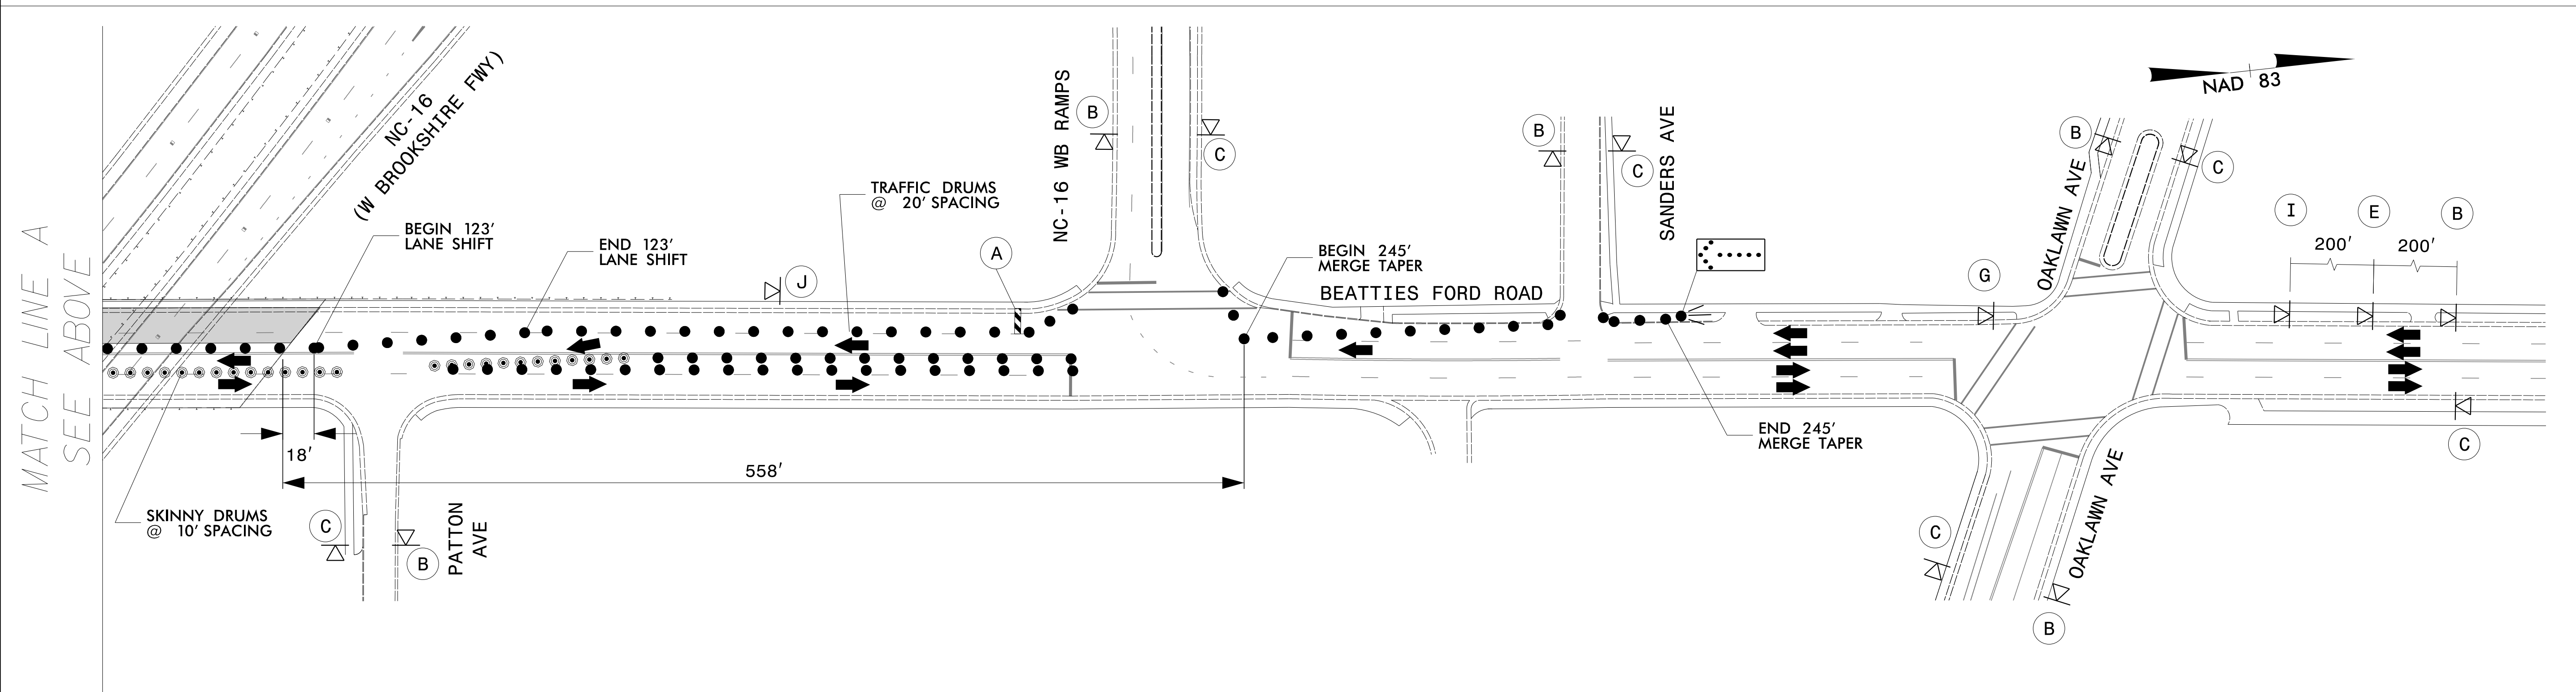 MATCH LINE A
SEE ABOVE
NC-16
(W BROOKSHIRE FWY)
BEGIN 123'
LANE SHIFT
END 123'
LANE SHIFT
J
TRAFFIC DRUMS
@ 20' SPACING
A
NC-16 WB RAMPS
B
C
BEGIN 245'
MERGE TAPER
BEATTIES FORD ROAD
B
C
SANDERS AVE
NAD 83
G
OAKLAWN AVE
B
C
I
E
B
200'
200'
18'
558'
END 245'
MERGE TAPER
C
SKINNY DRUMS
@ 10' SPACING
C
B
PATTON
AVE
C
B
OAKLAWN AVE